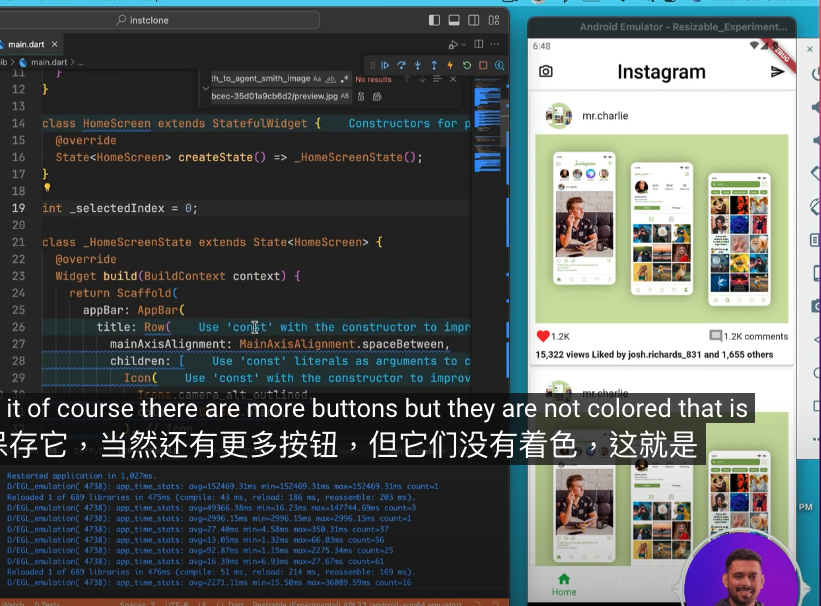 instclone
Android Emulator - Resizable_Experiment...
main.dart
lib > main.dart > ...
h_to_agent_smith_image Aa ab No results
bcec-35d01a9cb6d2/preview.jpg AB
11 }
12 }
13
14 class HomeScreen extends StatefulWidget { Constructors for p
15 @override
16 State<HomeScreen> createState() => _HomeScreenState();
17 }
18
19 int _selectedIndex = 0;
20
21 class _HomeScreenState extends State<HomeScreen> {
22 @override
23 Widget build(BuildContext context) {
24 return Scaffold(
25 appBar: AppBar(
26 title: Row( Use 'const' with the constructor to impr
27 mainAxisAlignment: MainAxisAlignment.spaceBetween,
28 children: [ Use 'const' literals as arguments to c
29 Icon( Use 'const' with the constructor to improv
Icons.camera_alt_outlined,
6:48
DEBUG
Instagram
mr.charlie
Instagram
1.2K
1.2K comments
15,322 views Liked by josh.richards_831 and 1,655 others
mr.charlie
it of course there are more buttons but they are not colored that is
保存它，当然还有更多按钮，但它们没有着色，这就是
Restarted application in 1,027ms.
D/EGL_emulation( 4738): app_time_stats: avg=152469.31ms min=152469.31ms max=152469.31ms count=1
Reloaded 1 of 689 libraries in 475ms (compile: 43 ms, reload: 186 ms, reassemble: 203 ms).
D/EGL_emulation( 4738): app_time_stats: avg=49366.38ms min=16.23ms max=147744.69ms count=3
D/EGL_emulation( 4738): app_time_stats: avg=2996.15ms min=2996.15ms max=2996.15ms count=1
D/EGL_emulation( 4738): app_time_stats: avg=27.40ms min=4.58ms max=350.31ms count=37
D/EGL_emulation( 4738): app_time_stats: avg=13.05ms min=1.32ms max=66.03ms count=56
D/EGL_emulation( 4738): app_time_stats: avg=92.87ms min=1.15ms max=2275.34ms count=25
D/EGL_emulation( 4738): app_time_stats: avg=16.39ms min=6.93ms max=27.67ms count=61
Reloaded 1 of 689 libraries in 476ms (compile: 51 ms, reload: 214 ms, reassemble: 169 ms).
D/EGL_emulation( 4738): app_time_stats: avg=2271.11ms min=15.50ms max=36089.59ms count=16
PM
Home